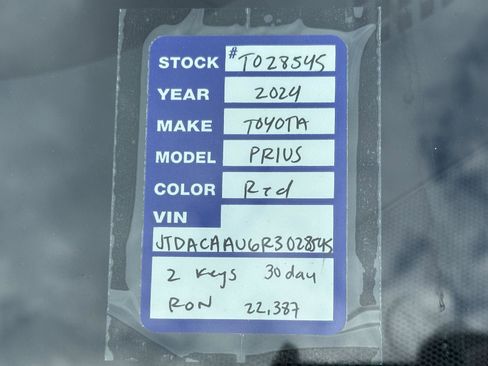 STOCK # T028545
YEAR 2024
MAKE TOYOTA
MODEL PRIUS
COLOR Red
VIN
JTDACAAU6R3028545
2 Keys 30 day
RON 22,387